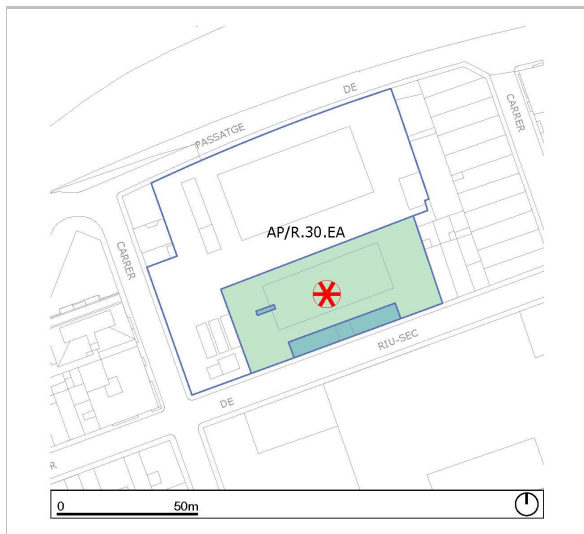 DE
PASSATGE
CARRER
AP/R.30.EA
CARRER
RIU-SEC
DE
R
0 50m